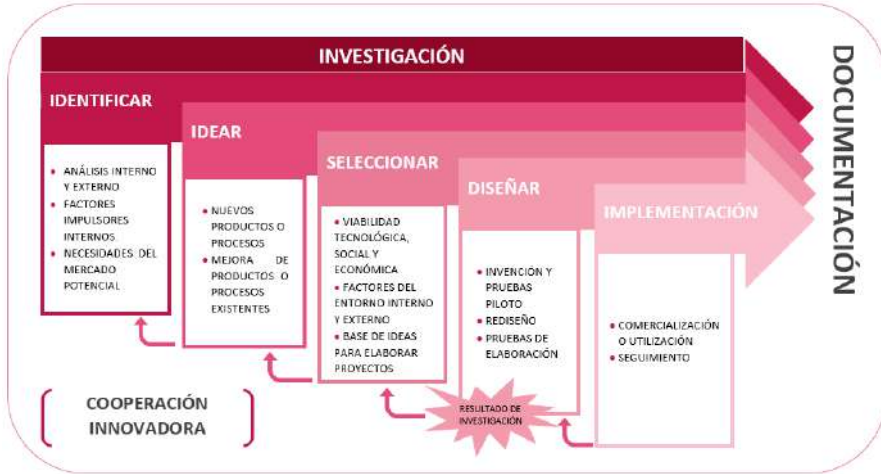 INVESTIGACIÓN
DOCUMENTACIÓN
IDENTIFICAR
• ANÁLISIS INTERNO
Y EXTERNO
• FACTORES
IMPULSORES
INTERNOS
• NECESIDADES DEL
MERCADO
POTENCIAL
IDEAR
• NUEVOS
PRODUCTOS O
PROCESOS
• MEJORA DE
PRODUCTOS O
PROCESOS
EXISTENTES
SELECCIONAR
• VIABILIDAD
TECNOLÓGICA,
SOCIAL Y
ECONÓMICA
• FACTORES DEL
ENTORNO INTERNO
Y EXTERNO
• BASE DE IDEAS
PARA ELABORAR
PROYECTOS
DISEÑAR
• INVENCIÓN Y
PRUEBAS
PILOTO
• REDISEÑO
• PRUEBAS DE
ELABORACIÓN
IMPLEMENTACIÓN
• COMERCIALIZACIÓN
O UTILIZACIÓN
• SEGUIMIENTO
RESULTADO DE
INVESTIGACIÓN
COOPERACIÓN
INNOVADORA